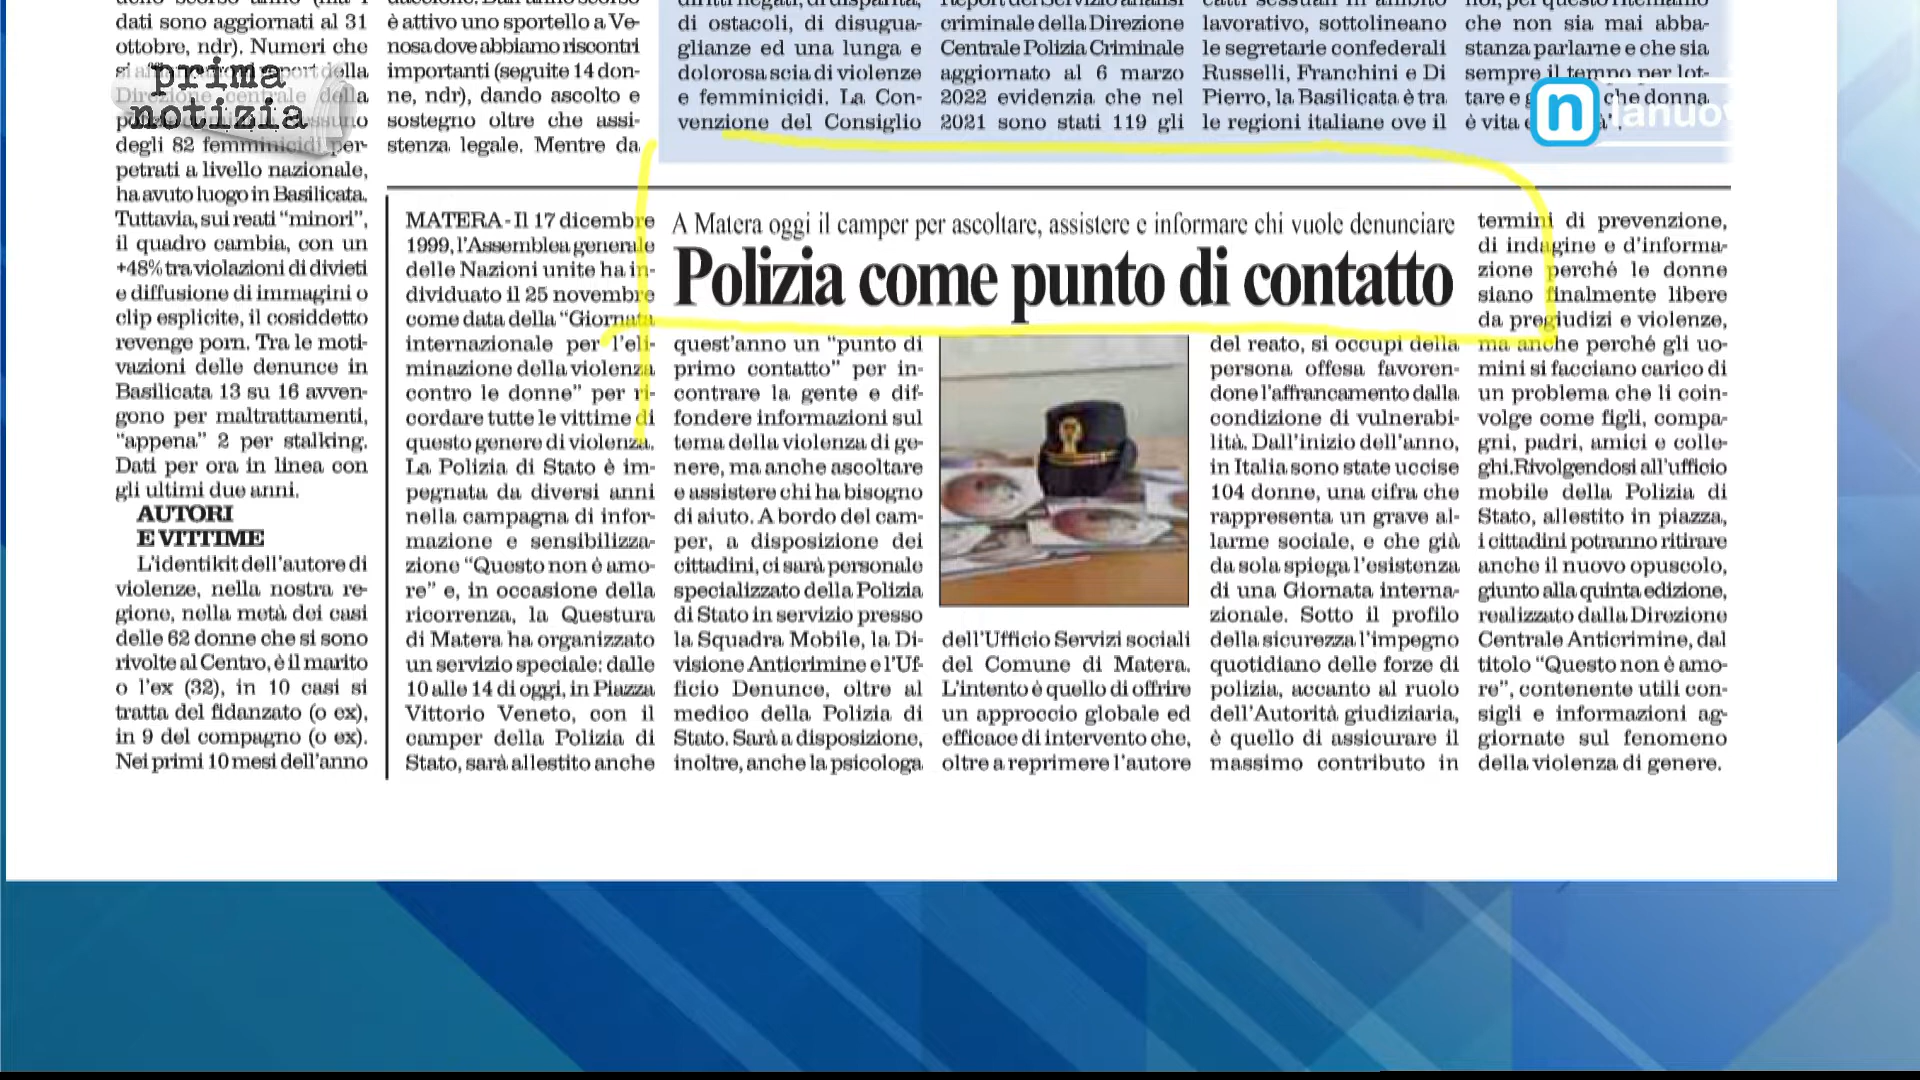 dati sono aggiornati al 31
ottobre, ndr). Numeri che
della
della
degli 82 femminicidi per-
petrati a livello nazionale,
ha avuto luogo in Basilicata.
Tuttavia, sui reati “minori”,
il quadro cambia, con un
+48% tra violazioni di divieti
e diffusione di immagini o
clip esplicite, il cosiddetto
revenge porn. Tra le moti-
vazioni delle denunce in
Basilicata 13 su 16 avven-
gono per maltrattamenti,
“appena” 2 per stalking.
Dati per ora in linea con
gli ultimi due anni.
AUTORI
E VITTIME
L’identikit dell’autore di
violenze, nella nostra re-
gione, nella metà dei casi
delle 62 donne che si sono
rivolte al Centro, è il marito
o l’ex (32), in 10 casi si
tratta del fidanzato (o ex),
in 9 del compagno (o ex).
Nei primi 10 mesi dell’anno
prima
notizia
è attivo uno sportello a Ve-
nosa dove abbiamo riscontri
importanti (seguite 14 don-
ne, ndr), dando ascolto e
sostegno oltre che assi-
stenza legale. Mentre da
di ostacoli, di disugua-
glianze ed una lunga e
dolorosa scia di violenze
e femminicidi. La Con-
venzione del Consiglio
criminale della Direzione
Centrale Polizia Criminale
aggiornato al 6 marzo
2022 evidenzia che nel
2021 sono stati 119 gli
lavorativo, sottolineano
le segretarie confederali
Russelli, Franchini e Di
Pierro, la Basilicata è tra
le regioni italiane ove il
che non sia mai abba-
stanza parlarne e che sia
sempre il tempo per lot-
tare e che donna
è vita
n lanuov
A Matera oggi il camper per ascoltare, assistere e informare chi vuole denunciare
Polizia come punto di contatto
MATERA - Il 17 dicembre
1999, l’Assemblea generale
delle Nazioni unite ha in-
dividuato il 25 novembre
come data della “Giornata
internazionale per l’eli-
minazione della violenza
contro le donne” per ri-
cordare tutte le vittime di
questo genere di violenza.
La Polizia di Stato è im-
pegnata da diversi anni
nella campagna di infor-
mazione e sensibilizza-
zione “Questo non è amo-
re” e, in occasione della
ricorrenza, la Questura
di Matera ha organizzato
un servizio speciale: dalle
10 alle 14 di oggi, in Piazza
Vittorio Veneto, con il
camper della Polizia di
Stato, sarà allestito anche
quest’anno un “punto di
primo contatto” per in-
contrare la gente e dif-
fondere informazioni sul
tema della violenza di ge-
nere, ma anche ascoltare
e assistere chi ha bisogno
di aiuto. A bordo del cam-
per, a disposizione dei
cittadini, ci sarà personale
specializzato della Polizia
di Stato in servizio presso
la Squadra Mobile, la Di-
visione Anticrimine e l’Uf-
ficio Denunce, oltre al
medico della Polizia di
Stato. Sarà a disposizione,
inoltre, anche la psicologa
dell’Ufficio Servizi sociali
del Comune di Matera.
L’intento è quello di offrire
un approccio globale ed
efficace di intervento che,
oltre a reprimere l’autore
del reato, si occupi della
persona offesa favoren-
done l’affrancamento dalla
condizione di vulnerabi-
lità. Dall’inizio dell’anno,
in Italia sono state uccise
104 donne, una cifra che
rappresenta un grave al-
larme sociale, e che già
da sola spiega l’esistenza
di una Giornata interna-
zionale. Sotto il profilo
della sicurezza l’impegno
quotidiano delle forze di
polizia, accanto al ruolo
dell’Autorità giudiziaria,
è quello di assicurare il
massimo contributo in
termini di prevenzione,
di indagine e d’informa-
zione perché le donne
siano finalmente libere
da pregiudizi e violenze,
ma anche perché gli uo-
mini si facciano carico di
un problema che li coin-
volge come figli, compa-
gni, padri, amici e colle-
ghi.Rivolgendosi all’ufficio
mobile della Polizia di
Stato, allestito in piazza,
i cittadini potranno ritirare
anche il nuovo opuscolo,
giunto alla quinta edizione,
realizzato dalla Direzione
Centrale Anticrimine, dal
titolo “Questo non è amo-
re”, contenente utili con-
sigli e informazioni ag-
giornate sul fenomeno
della violenza di genere.